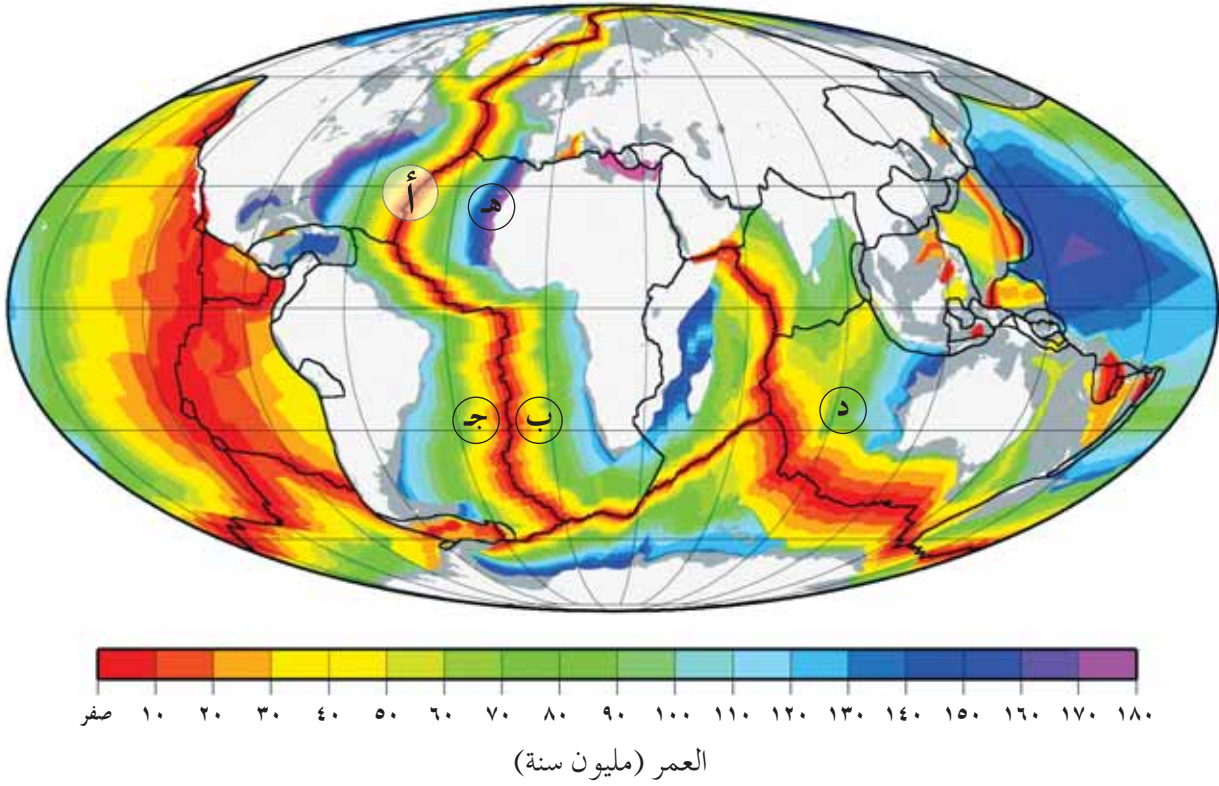 أ
هـ
جـ
ب
د
صفر ١٠ ٢٠ ٣٠ ٤٠ ٥٠ ٦٠ ٧٠ ٨٠ ٩٠ ١٠٠ ١١٠ ١٢٠ ١٣٠ ١٤٠ ١٥٠ ١٦٠ ١٧٠ ١٨٠
العمر (مليون سنة)